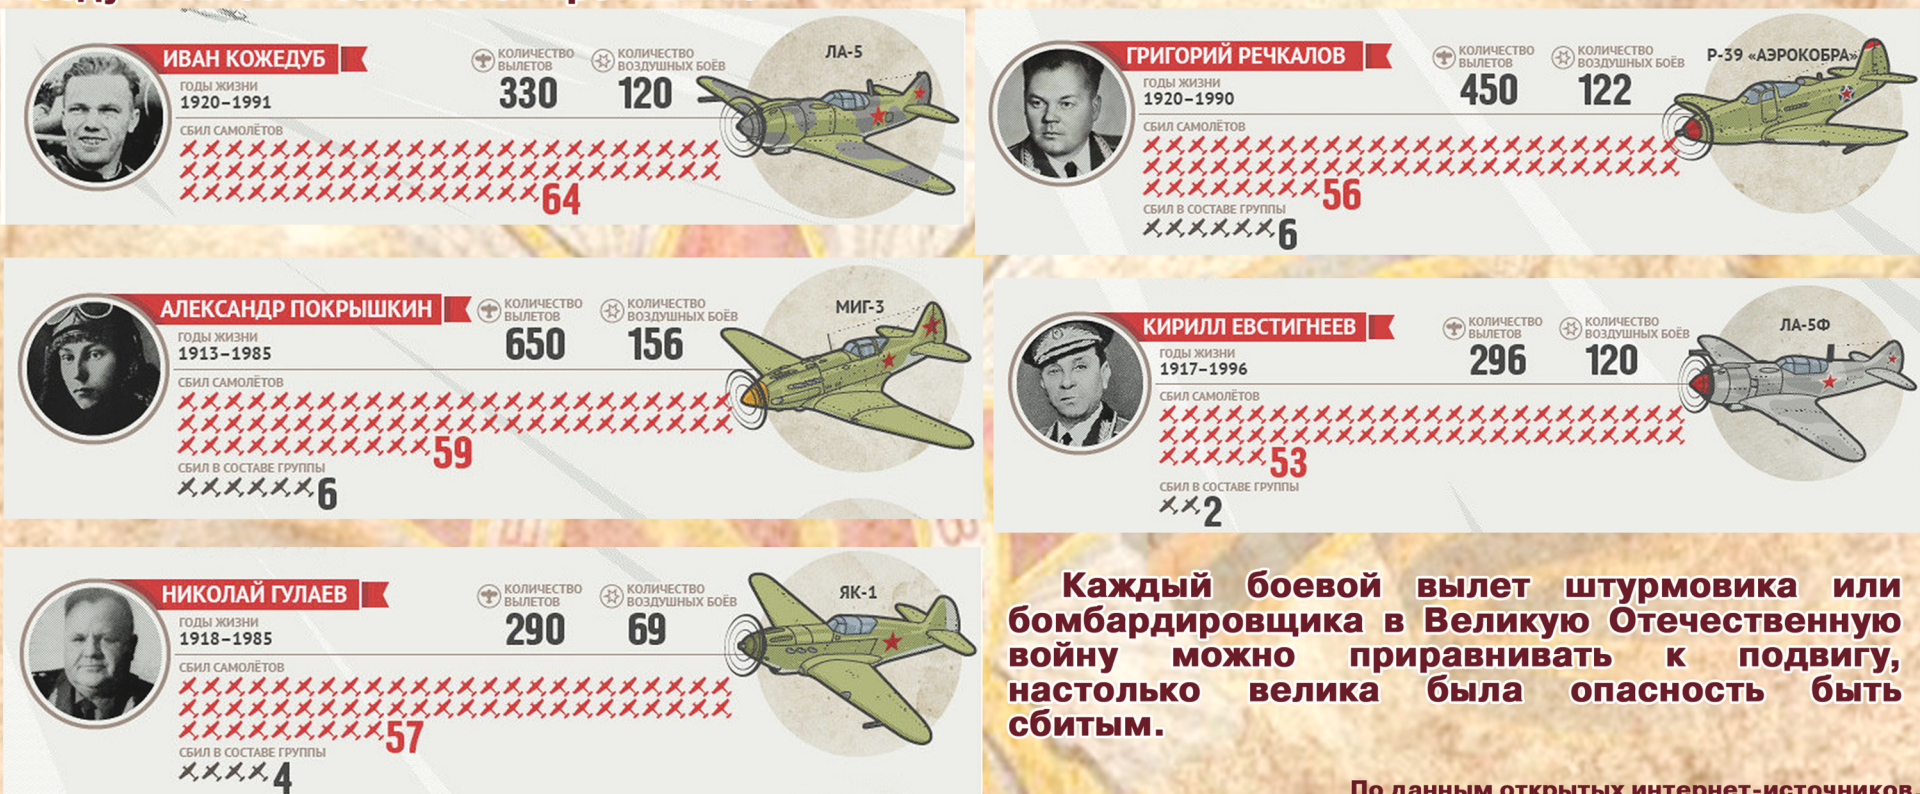 ИВАН КОЖЕДУБ
ГОДЫ ЖИЗНИ
1920–1991
КОЛИЧЕСТВО
ВЫЛЕТОВ
330
КОЛИЧЕСТВО
ВОЗДУШНЫХ БОЁВ
120
ЛА-5
СБИЛ САМОЛЁТОВ
64
ГРИГОРИЙ РЕЧКАЛОВ
ГОДЫ ЖИЗНИ
1920–1990
КОЛИЧЕСТВО
ВЫЛЕТОВ
450
КОЛИЧЕСТВО
ВОЗДУШНЫХ БОЁВ
122
Р-39 «АЭРОКОБРА»
СБИЛ САМОЛЁТОВ
56
СБИЛ В СОСТАВЕ ГРУППЫ
6
АЛЕКСАНДР ПОКРЫШКИН
ГОДЫ ЖИЗНИ
1913–1985
КОЛИЧЕСТВО
ВЫЛЕТОВ
650
КОЛИЧЕСТВО
ВОЗДУШНЫХ БОЁВ
156
МИГ-3
СБИЛ САМОЛЁТОВ
59
СБИЛ В СОСТАВЕ ГРУППЫ
6
КИРИЛЛ ЕВСТИГНЕЕВ
ГОДЫ ЖИЗНИ
1917–1996
КОЛИЧЕСТВО
ВЫЛЕТОВ
296
КОЛИЧЕСТВО
ВОЗДУШНЫХ БОЁВ
120
ЛА-5Ф
СБИЛ САМОЛЁТОВ
53
СБИЛ В СОСТАВЕ ГРУППЫ
2
НИКОЛАЙ ГУЛАЕВ
ГОДЫ ЖИЗНИ
1918–1985
КОЛИЧЕСТВО
ВЫЛЕТОВ
290
КОЛИЧЕСТВО
ВОЗДУШНЫХ БОЁВ
69
ЯК-1
СБИЛ САМОЛЁТОВ
57
СБИЛ В СОСТАВЕ ГРУППЫ
4
Каждый боевой вылет штурмовика или
бомбардировщика в Великую Отечественную
войну можно приравнивать к подвигу,
настолько велика была опасность быть
сбитым.
По данным открытых интернет-источников